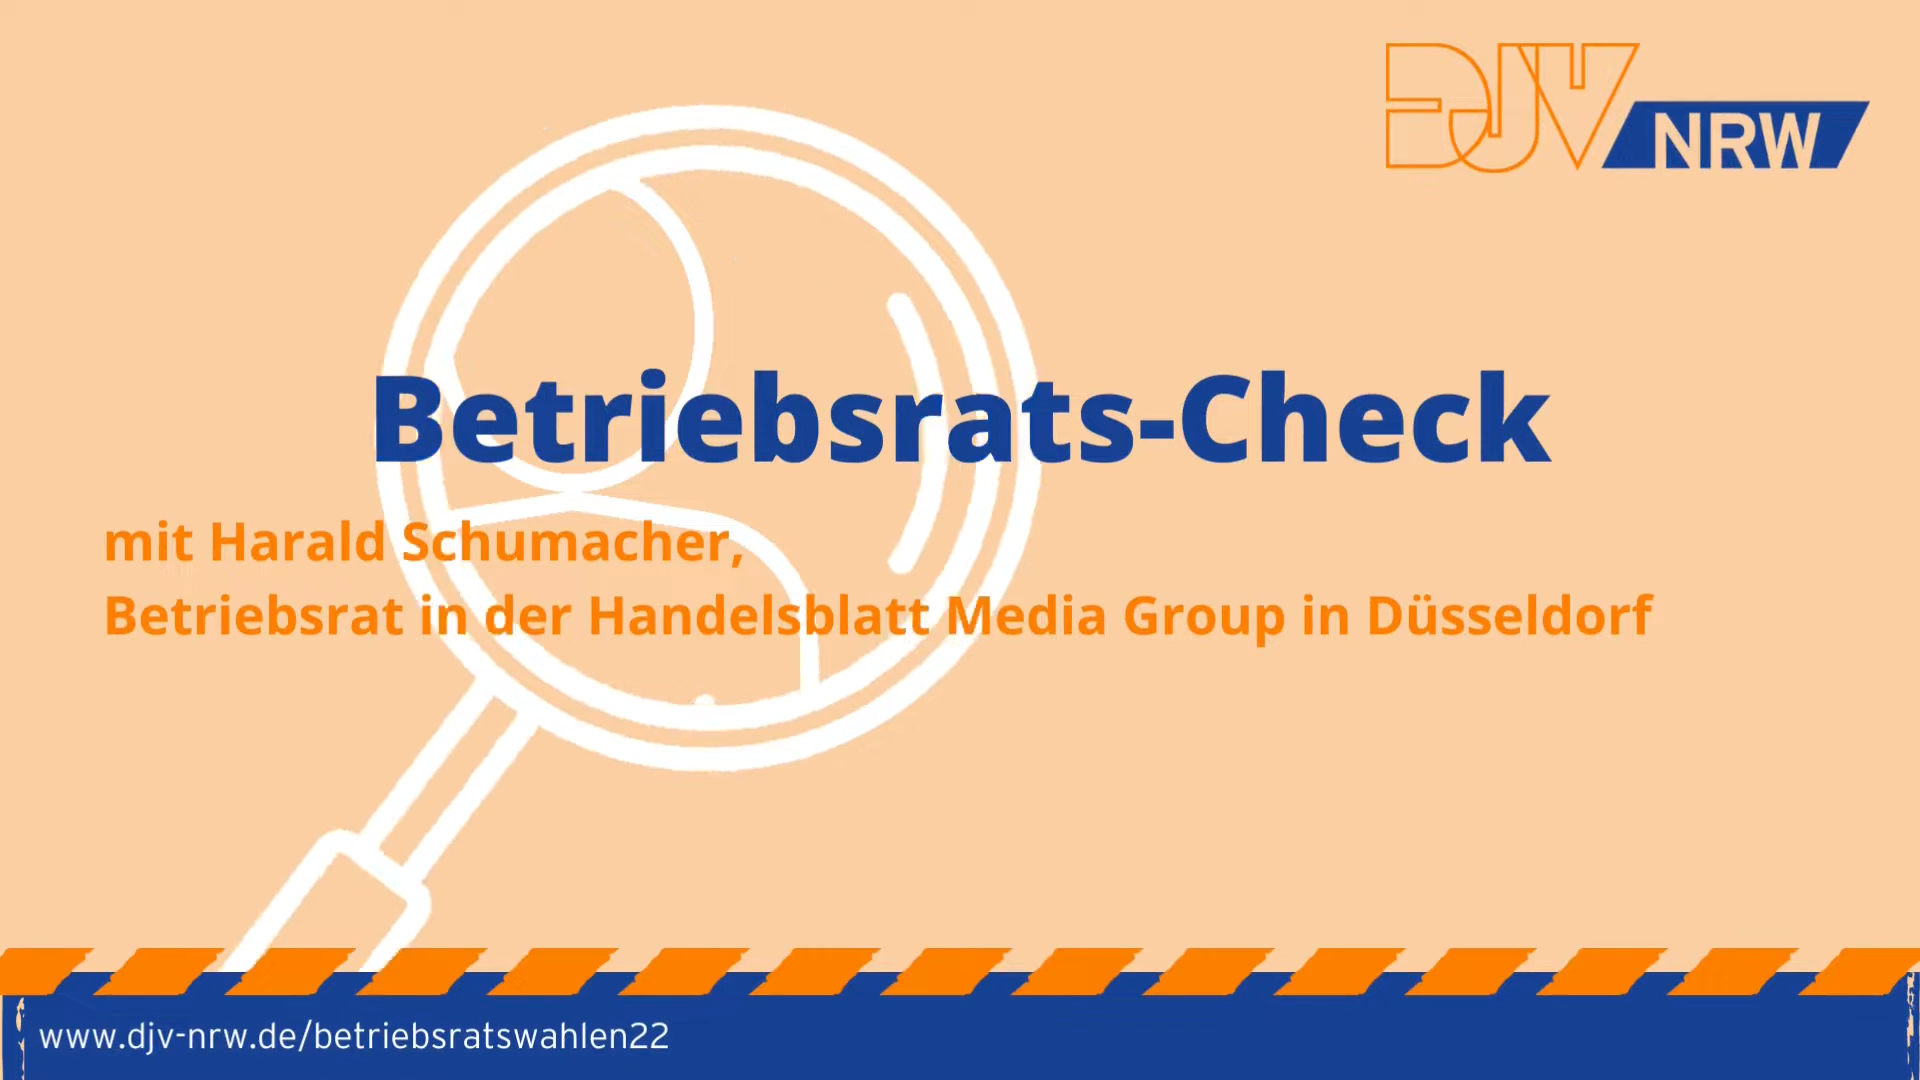 DJV NRW
Betriebsrats-Check
mit Harald Schumacher,
Betriebsrat in der Handelsblatt Media Group in Düsseldorf
www.djv-nrw.de/betriebsratswahlen22